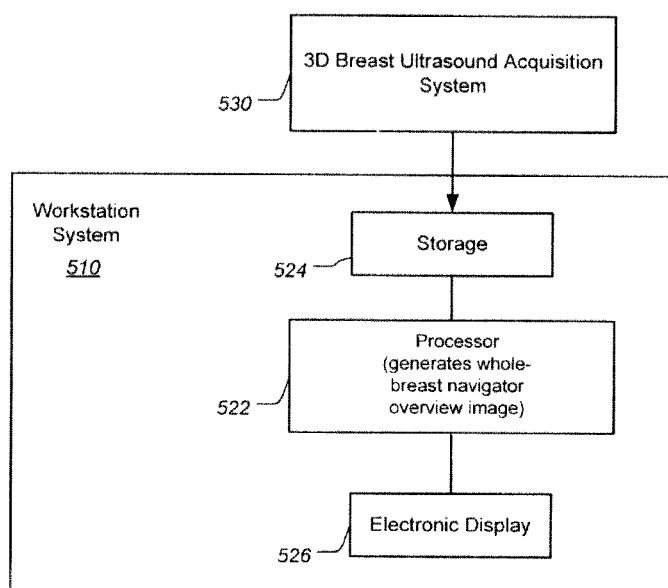 3D Breast Ultrasound Acquisition
System
530
Workstation
System
510
Storage
524
Processor
(generates whole-
breast navigator
overview image)
522
Electronic Display
526